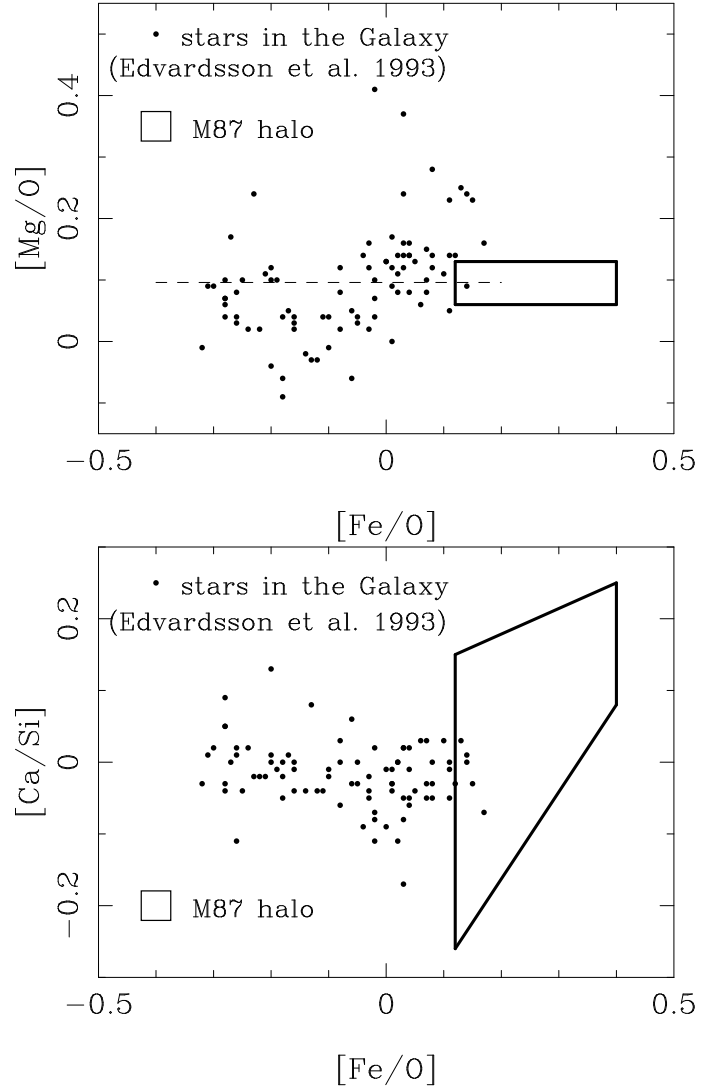 stars in the Galaxy
(Edvardsson et al. 1993)
M87 halo
[Mg/O]
0.4
0.2
0
−0.5 0 0.5
[Fe/O]
stars in the Galaxy
(Edvardsson et al. 1993)
M87 halo
[Ca/Si]
0.2
0
−0.2
−0.5 0 0.5
[Fe/O]